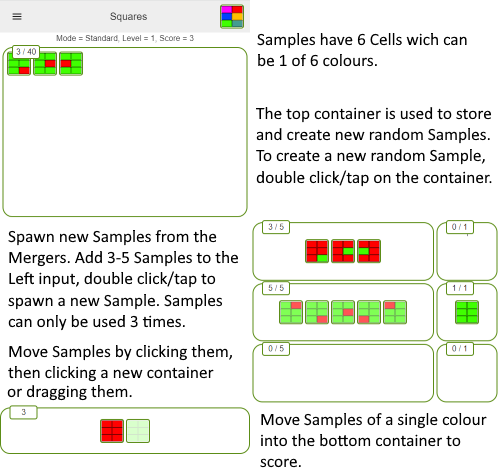 Squares
Mode = Standard, Level = 1, Score = 3
3 / 40
Samples have 6 Cells wich can
be 1 of 6 colours.
The top container is used to store
and create new random Samples.
To create a new random Sample,
double click/tap on the container.
Spawn new Samples from the
Mergers. Add 3-5 Samples to the
Left input, double click/tap to
spawn a new Sample. Samples
can only be used 3 times.
Move Samples by clicking them,
then clicking a new container
or dragging them.
3 / 5
0 / 1
5 / 5
1 / 1
0 / 5
0 / 1
3
Move Samples of a single colour
into the bottom container to
score.